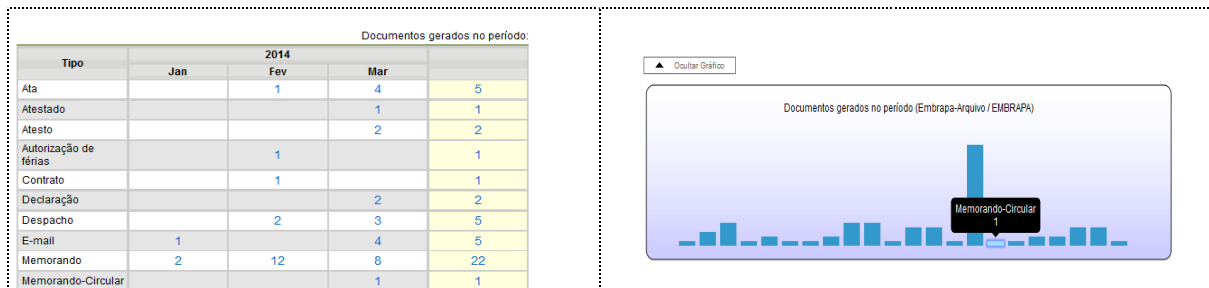 Documentos gerados no período:
Tipo 2014
Jan Fev Mar
Ata 1 4 5
Atestado 1 1
Atesto 2 2
Autorização de
férias 1 1
Contrato 1 1
Declaração 2 2
Despacho 2 3 5
E-mail 1 4 5
Memorando 2 12 8 22
Memorando-Circular 1 1
Ocultar Gráfico
Documentos gerados no período (Embrapa-Arquivo / EMBRAPA)
Memorando-Circular
1